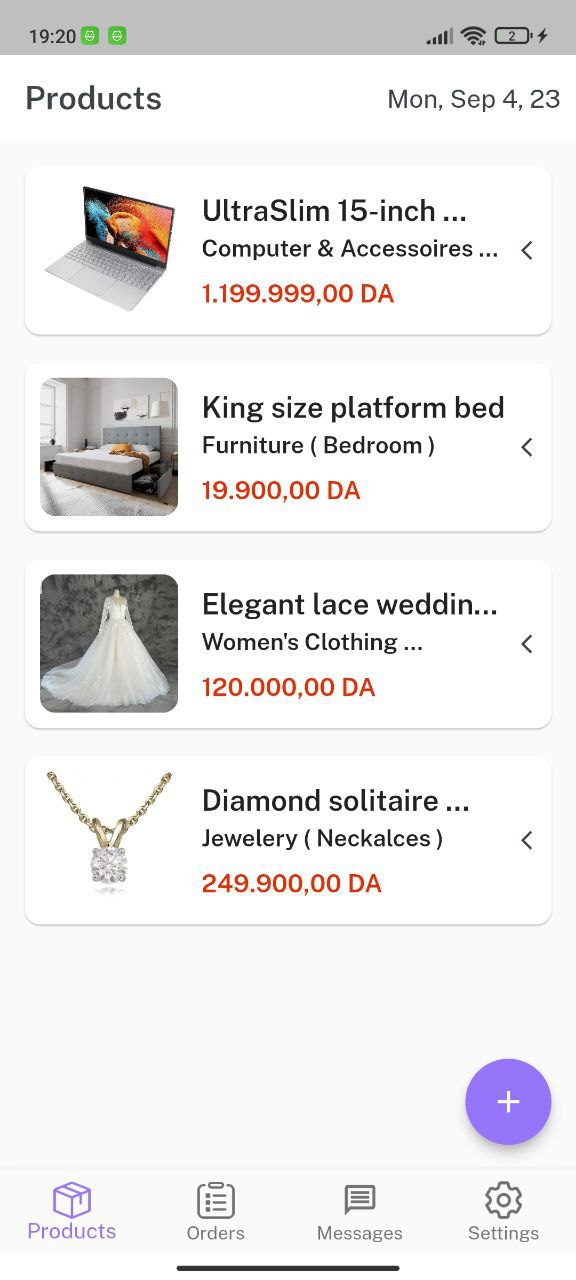 19:20
2
Products
Mon, Sep 4, 23
UltraSlim 15-inch ...
Computer & Accessoires ...
1.199.999,00 DA
King size platform bed
Furniture ( Bedroom )
19.900,00 DA
Elegant lace weddin...
Women's Clothing ...
120.000,00 DA
Diamond solitaire ...
Jewelery ( Neckalces )
249.900,00 DA
Products
Orders
Messages
Settings